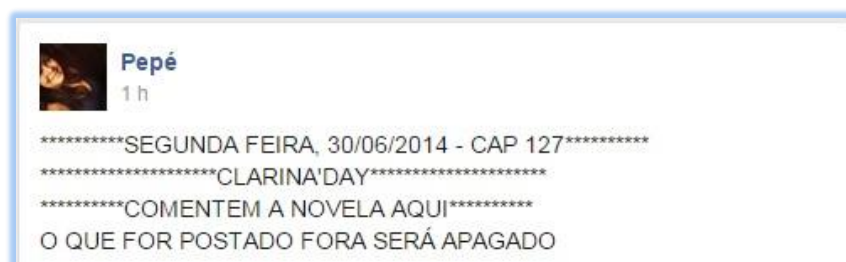 Pepé
1 h
**********SEGUNDA FEIRA, 30/06/2014 - CAP 127**********
*********************CLARINA'DAY*********************
**********COMENTEM A NOVELA AQUI**********
O QUE FOR POSTADO FORA SERÁ APAGADO